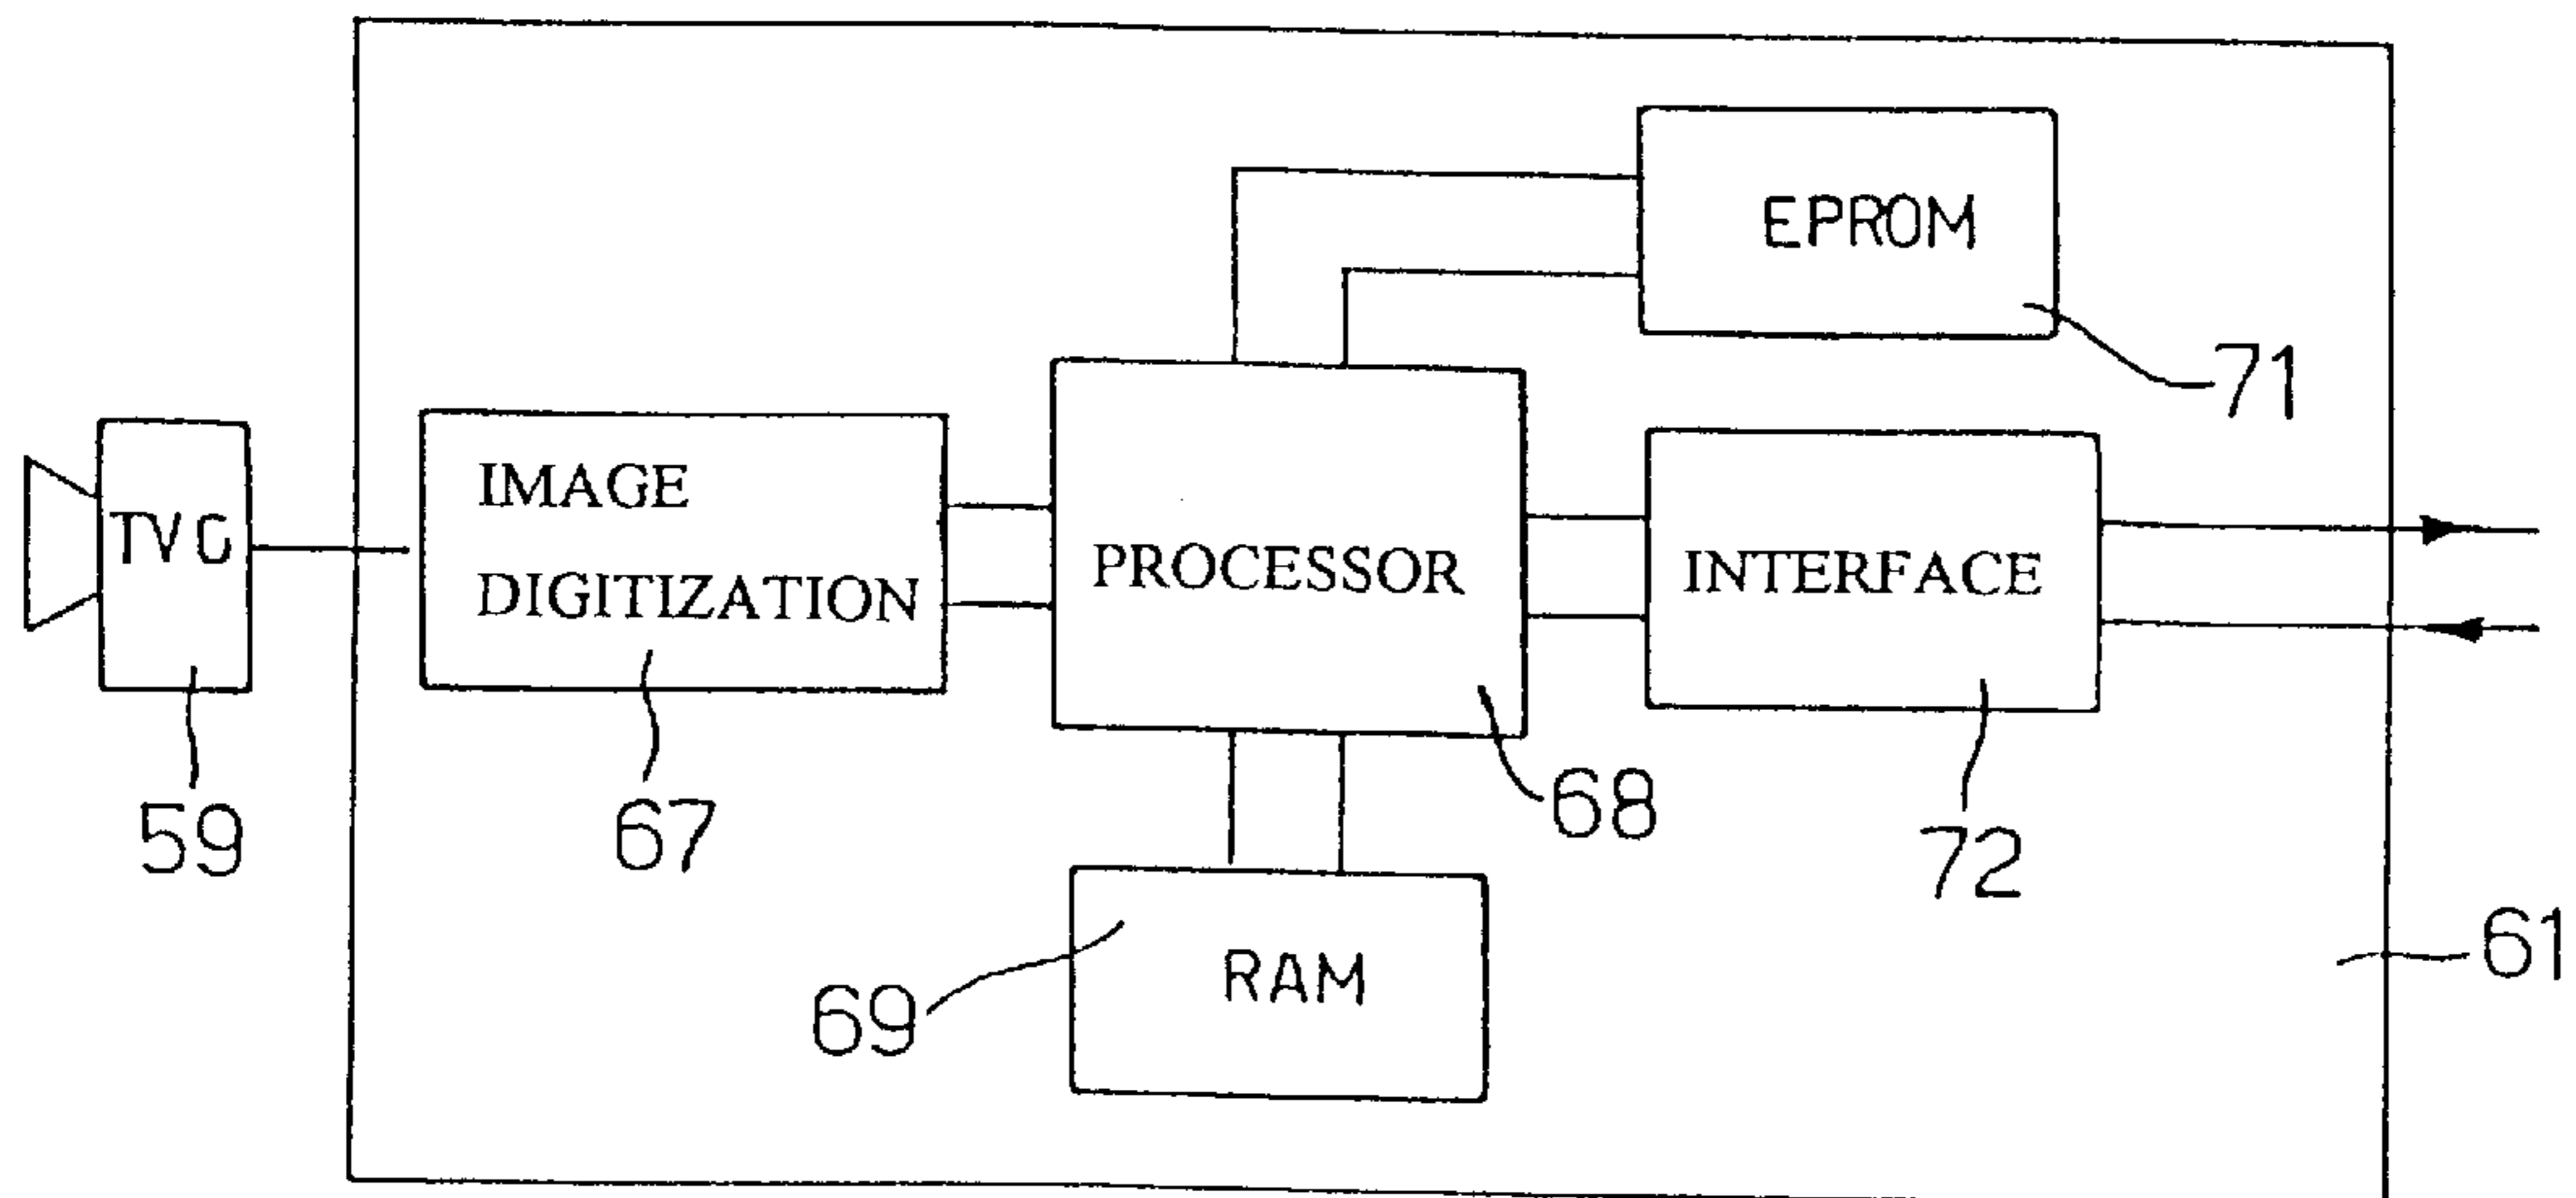 EPROM
71
TVC
IMAGE
DIGITIZATION
PROCESSOR
INTERFACE
59
67
68
72
69
RAM
61